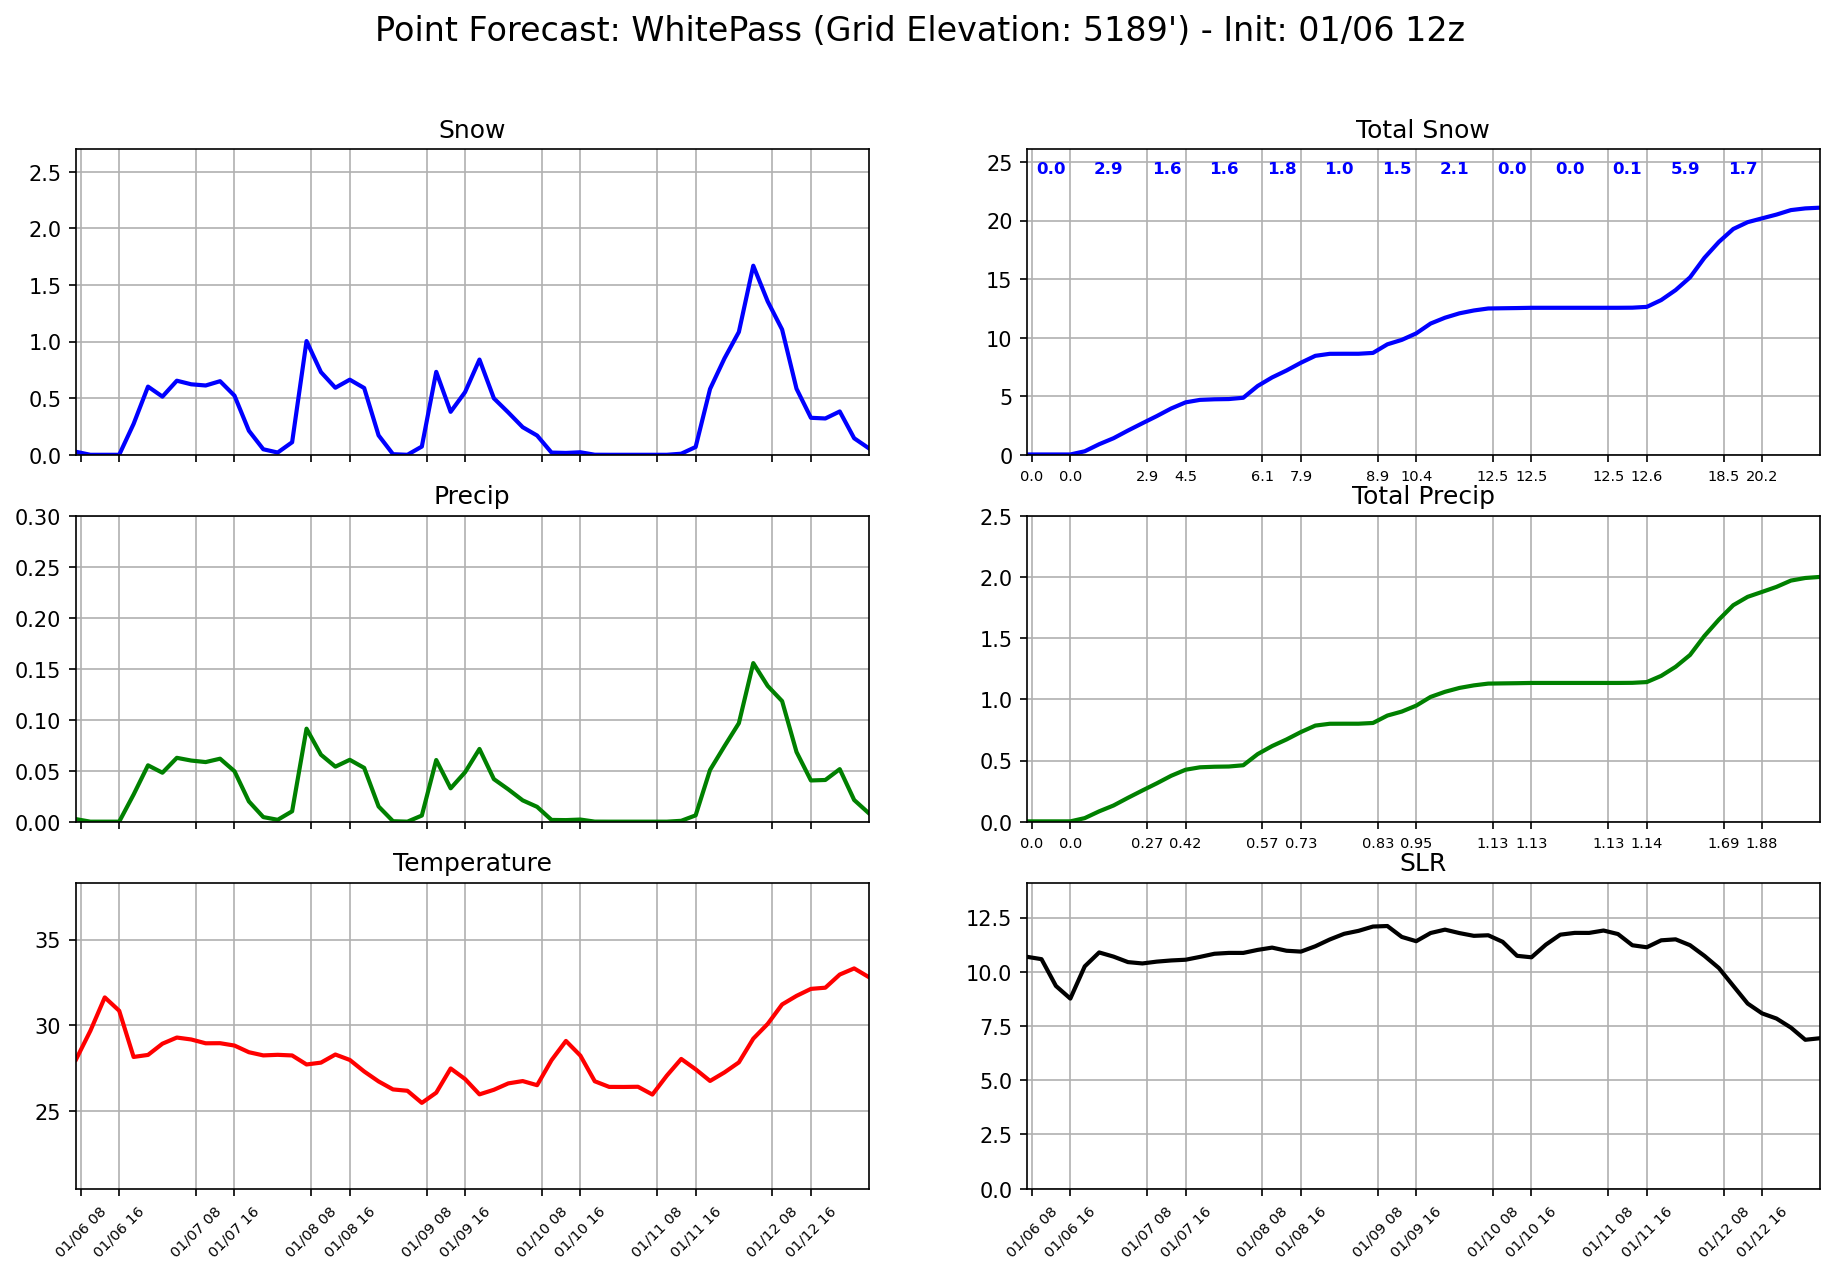 Point Forecast: WhitePass (Grid Elevation: 5189') - Init: 01/06 12z
Snow
2.5
2.0
1.5
1.0
0.5
0.0
Total Snow
25
20
15
10
5
0
0.0 2.9 1.6 1.6 1.8 1.0 1.5 2.1 0.0 0.0 0.1 5.9 1.7
0.0 0.0 2.9 4.5 6.1 7.9 8.9 10.4 12.5 12.5 12.5 12.6 18.5 20.2
Precip
0.30
0.25
0.20
0.15
0.10
0.05
0.00
Total Precip
2.5
2.0
1.5
1.0
0.5
0.0
0.0 0.0 0.27 0.42 0.57 0.73 0.83 0.95 1.13 1.13 1.13 1.14 1.69 1.88
Temperature
35
30
25
01/06 08 01/06 16 01/07 08 01/07 16 01/08 08 01/08 16 01/09 08 01/09 16 01/10 08 01/10 16 01/11 08 01/11 16 01/12 08 01/12 16
SLR
12.5
10.0
7.5
5.0
2.5
0.0
01/06 08 01/06 16 01/07 08 01/07 16 01/08 08 01/08 16 01/09 08 01/09 16 01/10 08 01/10 16 01/11 08 01/11 16 01/12 08 01/12 16